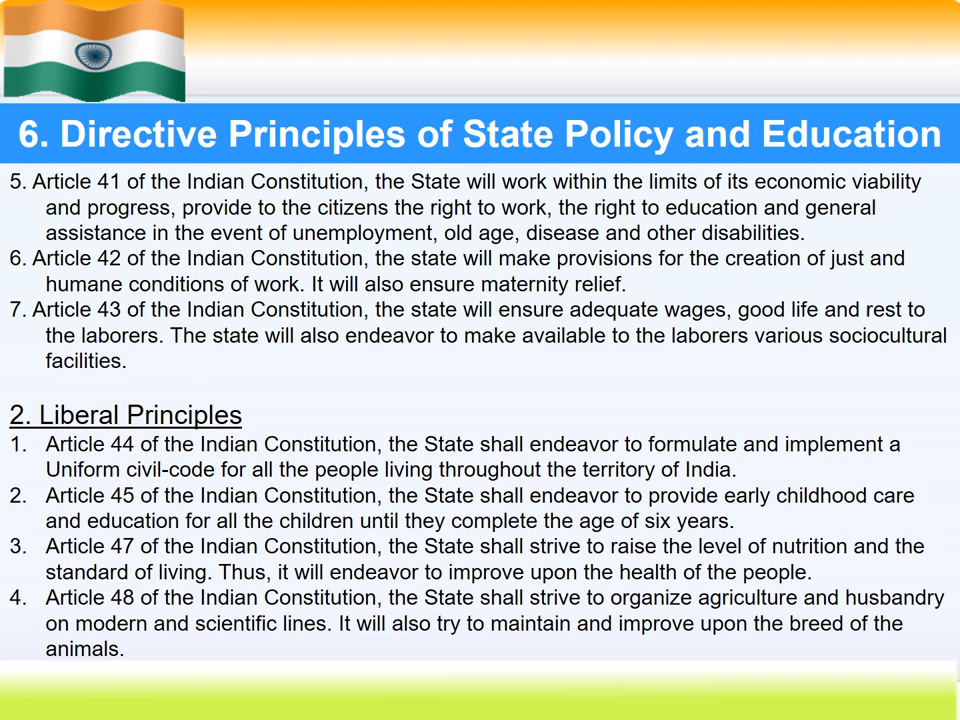 6. Directive Principles of State Policy and Education
5. Article 41 of the Indian Constitution, the State will work within the limits of its economic viability
and progress, provide to the citizens the right to work, the right to education and general
assistance in the event of unemployment, old age, disease and other disabilities.
6. Article 42 of the Indian Constitution, the state will make provisions for the creation of just and
humane conditions of work. It will also ensure maternity relief.
7. Article 43 of the Indian Constitution, the state will ensure adequate wages, good life and rest to
the laborers. The state will also endeavor to make available to the laborers various sociocultural
facilities.
2. Liberal Principles
1. Article 44 of the Indian Constitution, the State shall endeavor to formulate and implement a
Uniform civil-code for all the people living throughout the territory of India.
2. Article 45 of the Indian Constitution, the State shall endeavor to provide early childhood care
and education for all the children until they complete the age of six years.
3. Article 47 of the Indian Constitution, the State shall strive to raise the level of nutrition and the
standard of living. Thus, it will endeavor to improve upon the health of the people.
4. Article 48 of the Indian Constitution, the State shall strive to organize agriculture and husbandry
on modern and scientific lines. It will also try to maintain and improve upon the breed of the
animals.